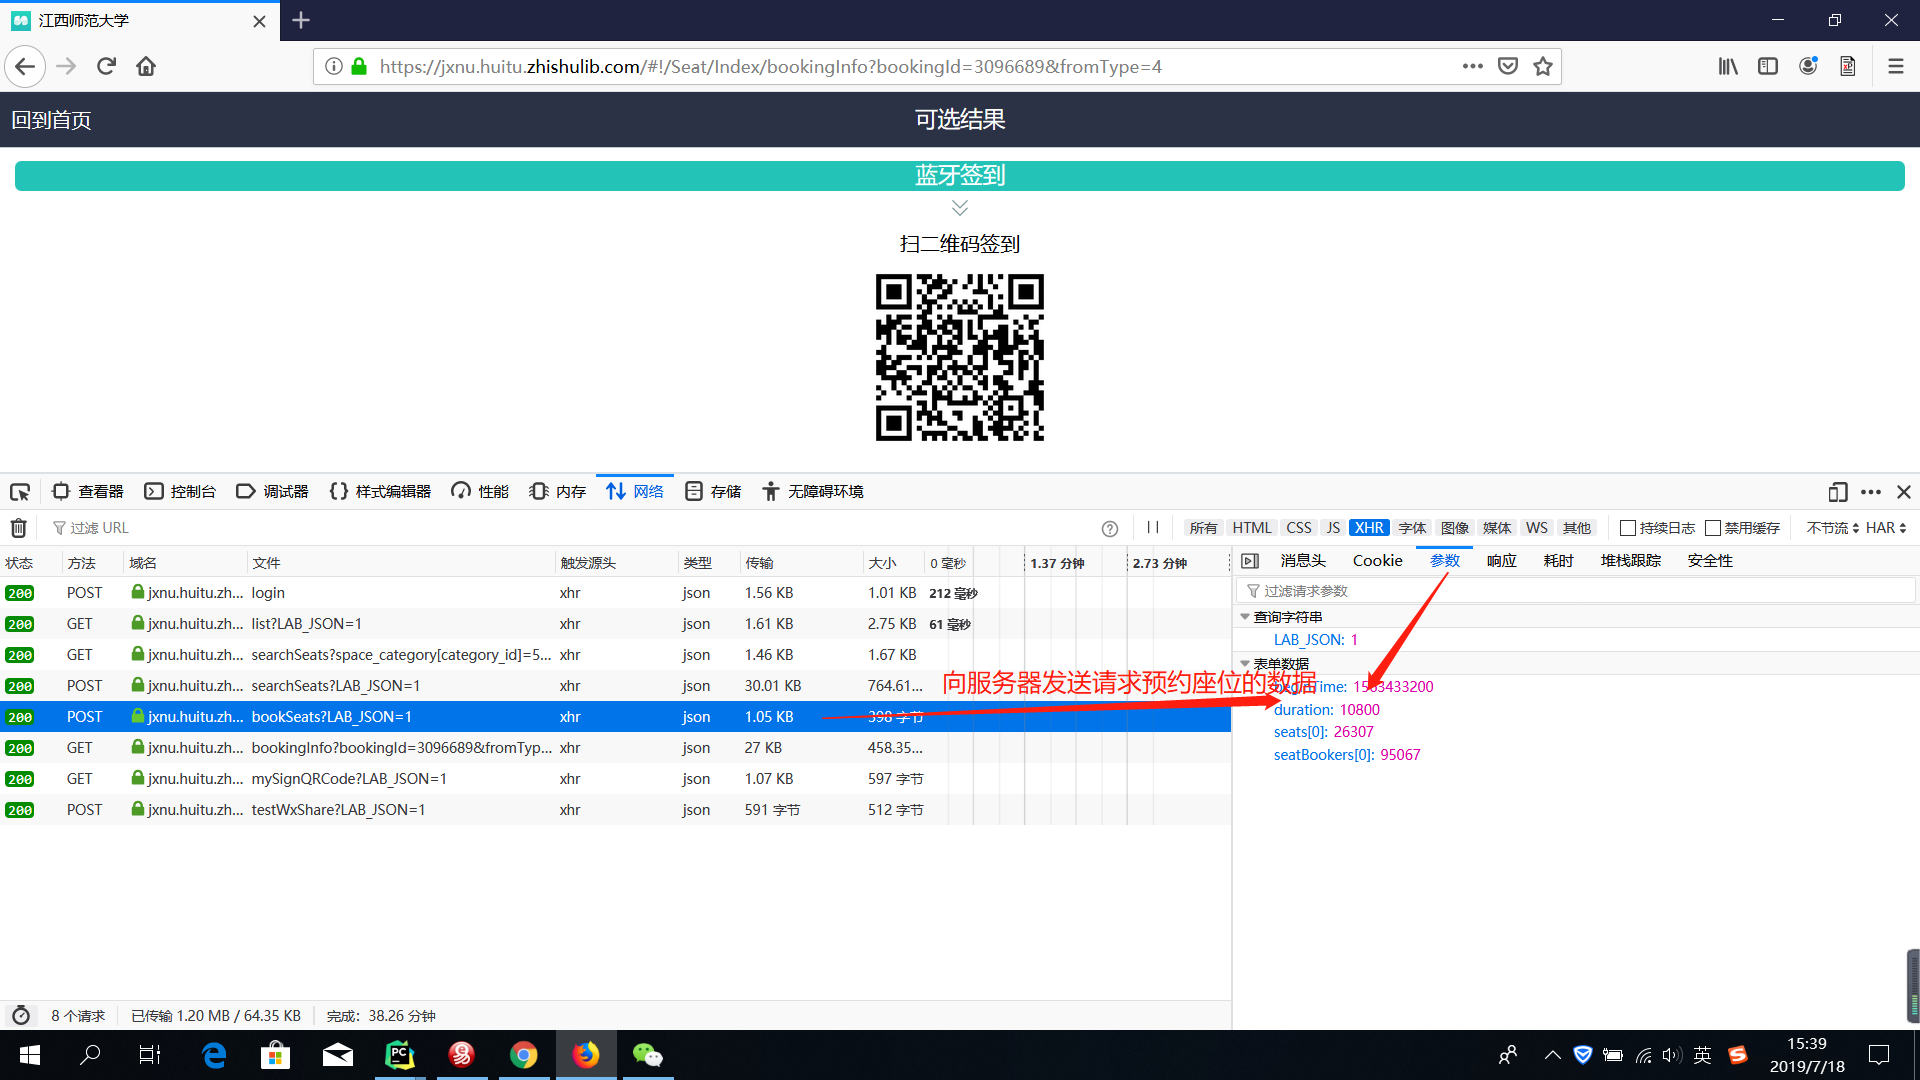 江西师范大学
https://jxnu.huitu.zhishulib.com/#!/Seat/Index/bookingInfo?bookingId=3096689&fromType=4
回到首页
可选结果
蓝牙签到
扫二维码签到
查看器 控制台 调试器 样式编辑器 性能 内存 网络 存储 无障碍环境
过滤 URL
所有 HTML CSS JS XHR 字体 图像 媒体 WS 其他 持续日志 禁用缓存 不节流 HAR
状态 方法 域名 文件 触发源头 类型 传输 大小 0 毫秒 1.37 分钟 2.73 分钟
200 POST jxnu.huitu.zh... login xhr json 1.56 KB 1.01 KB 212 毫秒
200 GET jxnu.huitu.zh... list?LAB_JSON=1 xhr json 1.61 KB 2.75 KB 61 毫秒
200 GET jxnu.huitu.zh... searchSeats?space_category[category_id]=5... xhr json 1.46 KB 1.67 KB
200 POST jxnu.huitu.zh... searchSeats?LAB_JSON=1 xhr json 30.01 KB 764.61...
200 POST jxnu.huitu.zh... bookSeats?LAB_JSON=1 xhr json 1.05 KB 398 字节
200 GET jxnu.huitu.zh... bookingInfo?bookingId=3096689&fromTyp... xhr json 27 KB 458.35...
200 GET jxnu.huitu.zh... mySignQRCode?LAB_JSON=1 xhr json 1.07 KB 597 字节
200 POST jxnu.huitu.zh... testWxShare?LAB_JSON=1 xhr json 591 字节 512 字节
向服务器发送请求预约座位的数据
消息头 Cookie 参数 响应 耗时 堆栈跟踪 安全性
过滤请求参数
查询字符串
LAB_JSON: 1
表单数据
beginTime: 1563433200
duration: 10800
seats[0]: 26307
seatBookers[0]: 95067
8 个请求 已传输 1.20 MB / 64.35 KB 完成: 38.26 分钟
英
15:39
2019/7/18